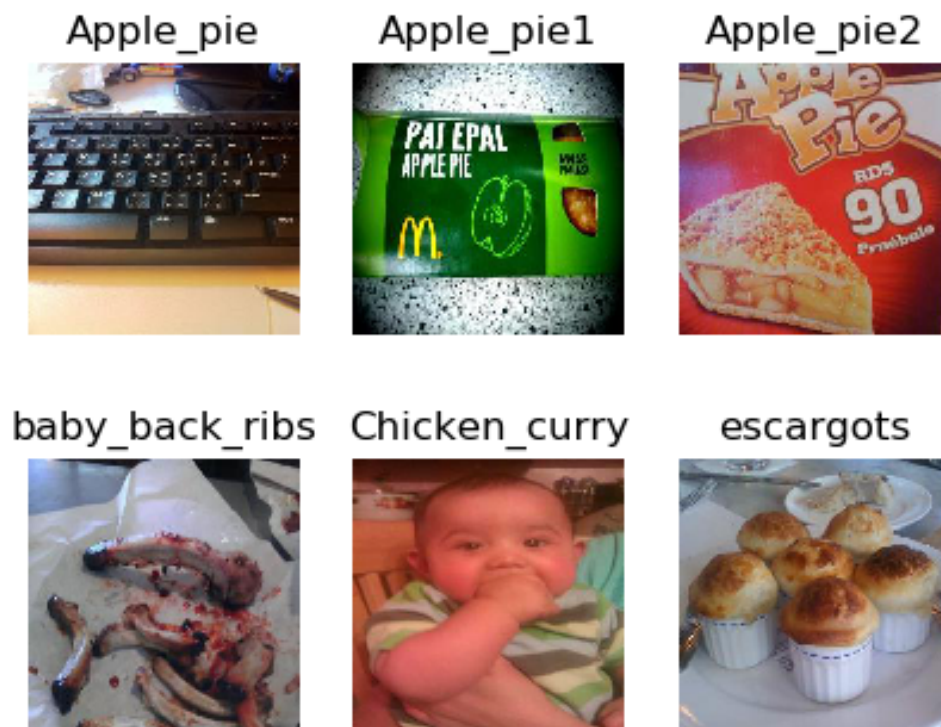 Apple_pie
Apple_pie1
Apple_pie2
PAI EPAL
APPLE PIE
Apple
Pie
RD$
90
baby_back_ribs
Chicken_curry
escargots